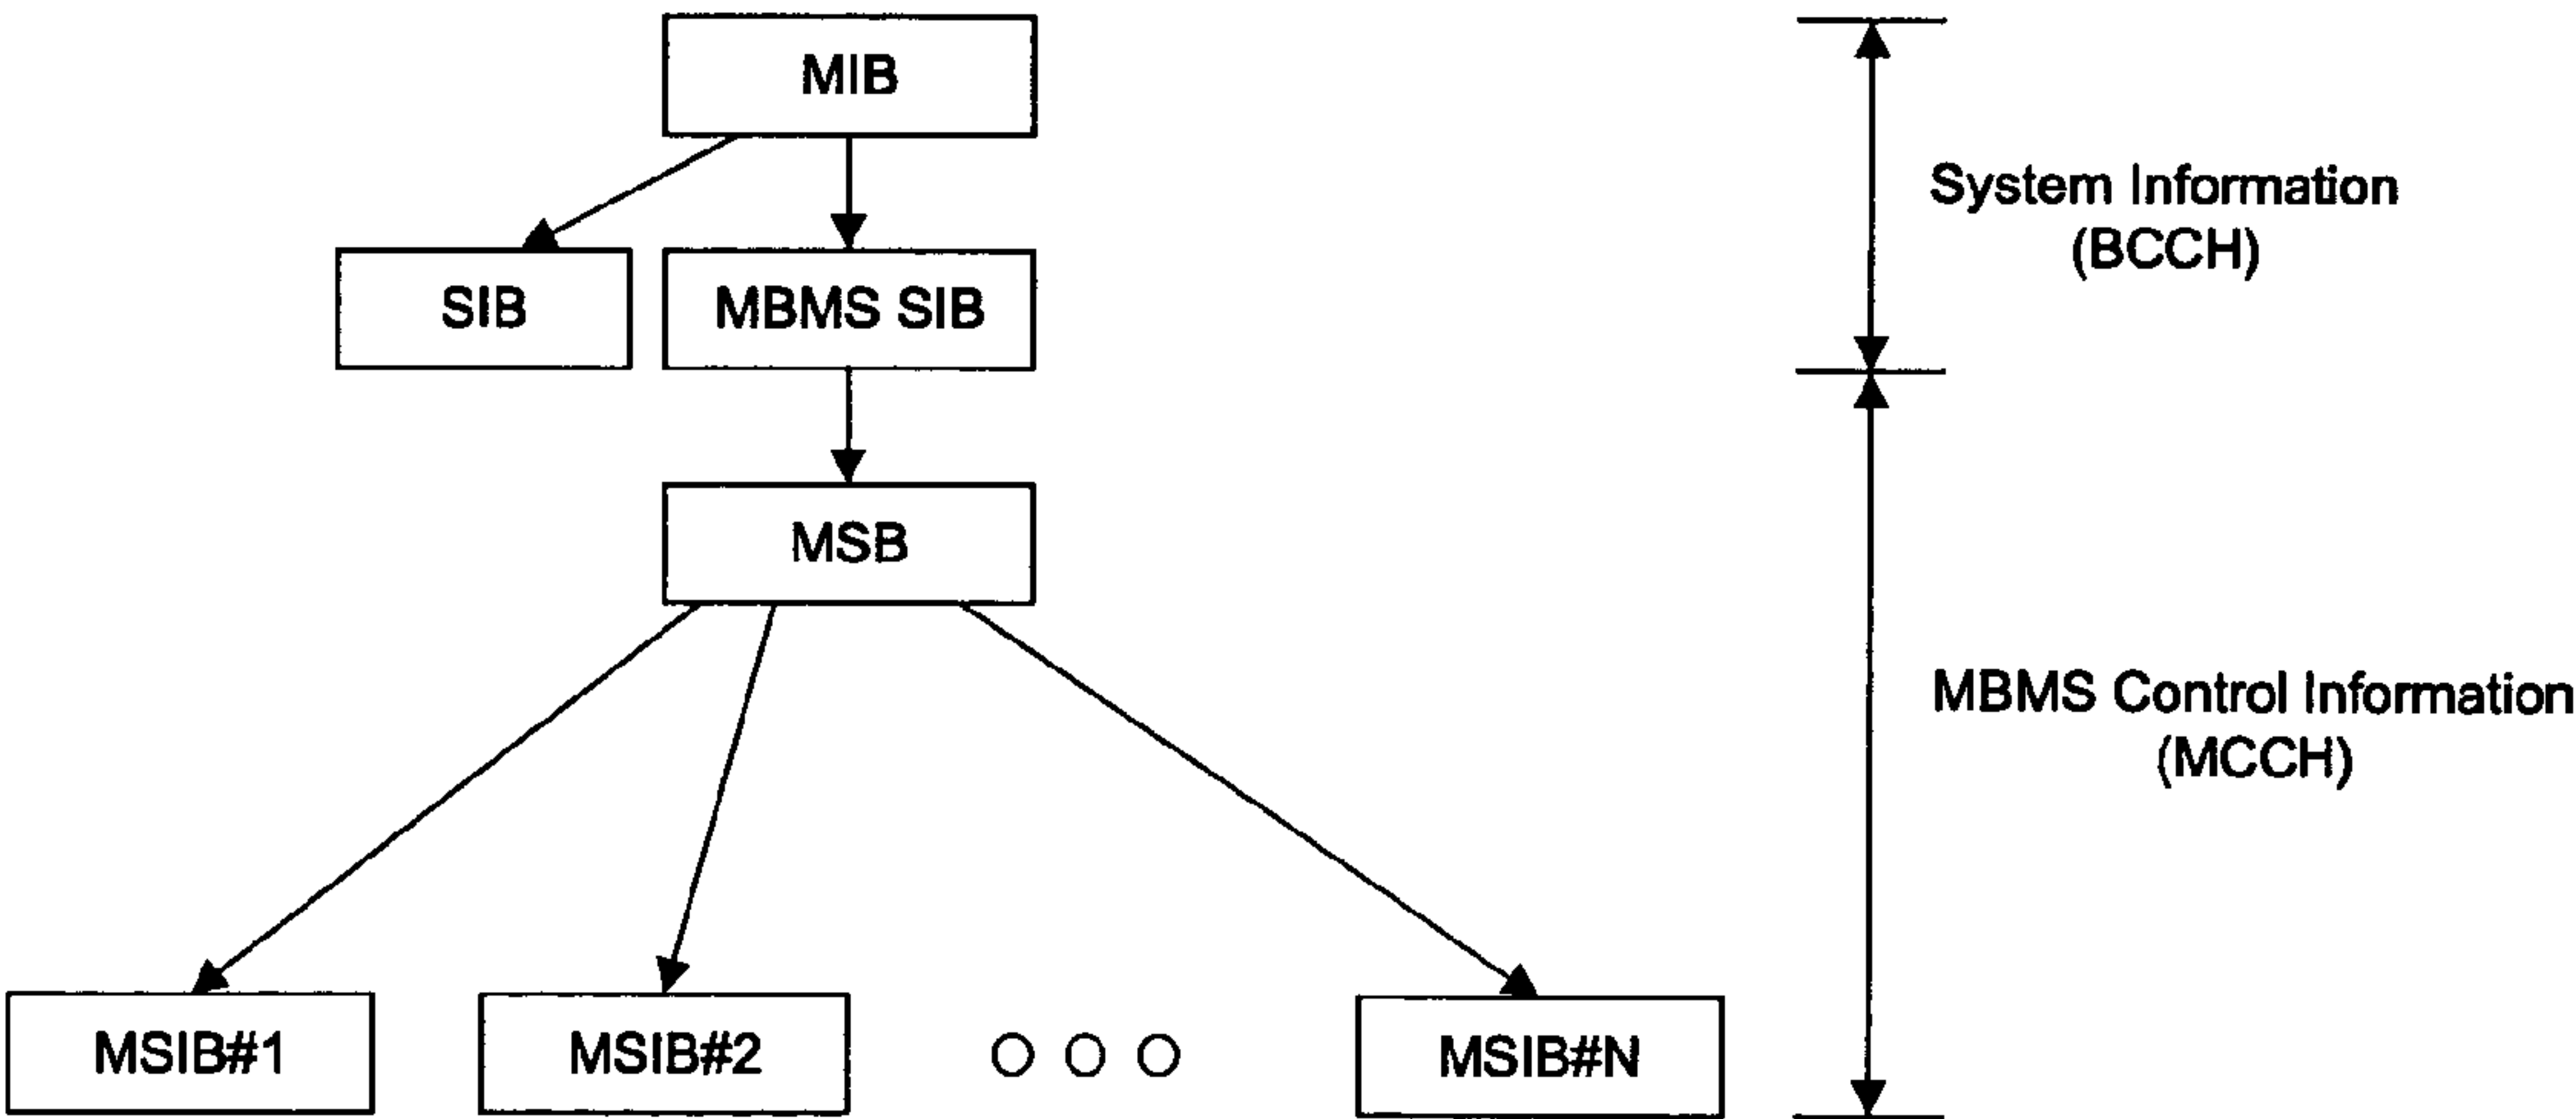 MIB
System Information
(BCCH)
SIB
MBMS SIB
MSB
MBMS Control Information
(MCCH)
MSIB#1
MSIB#2
MSIB#N